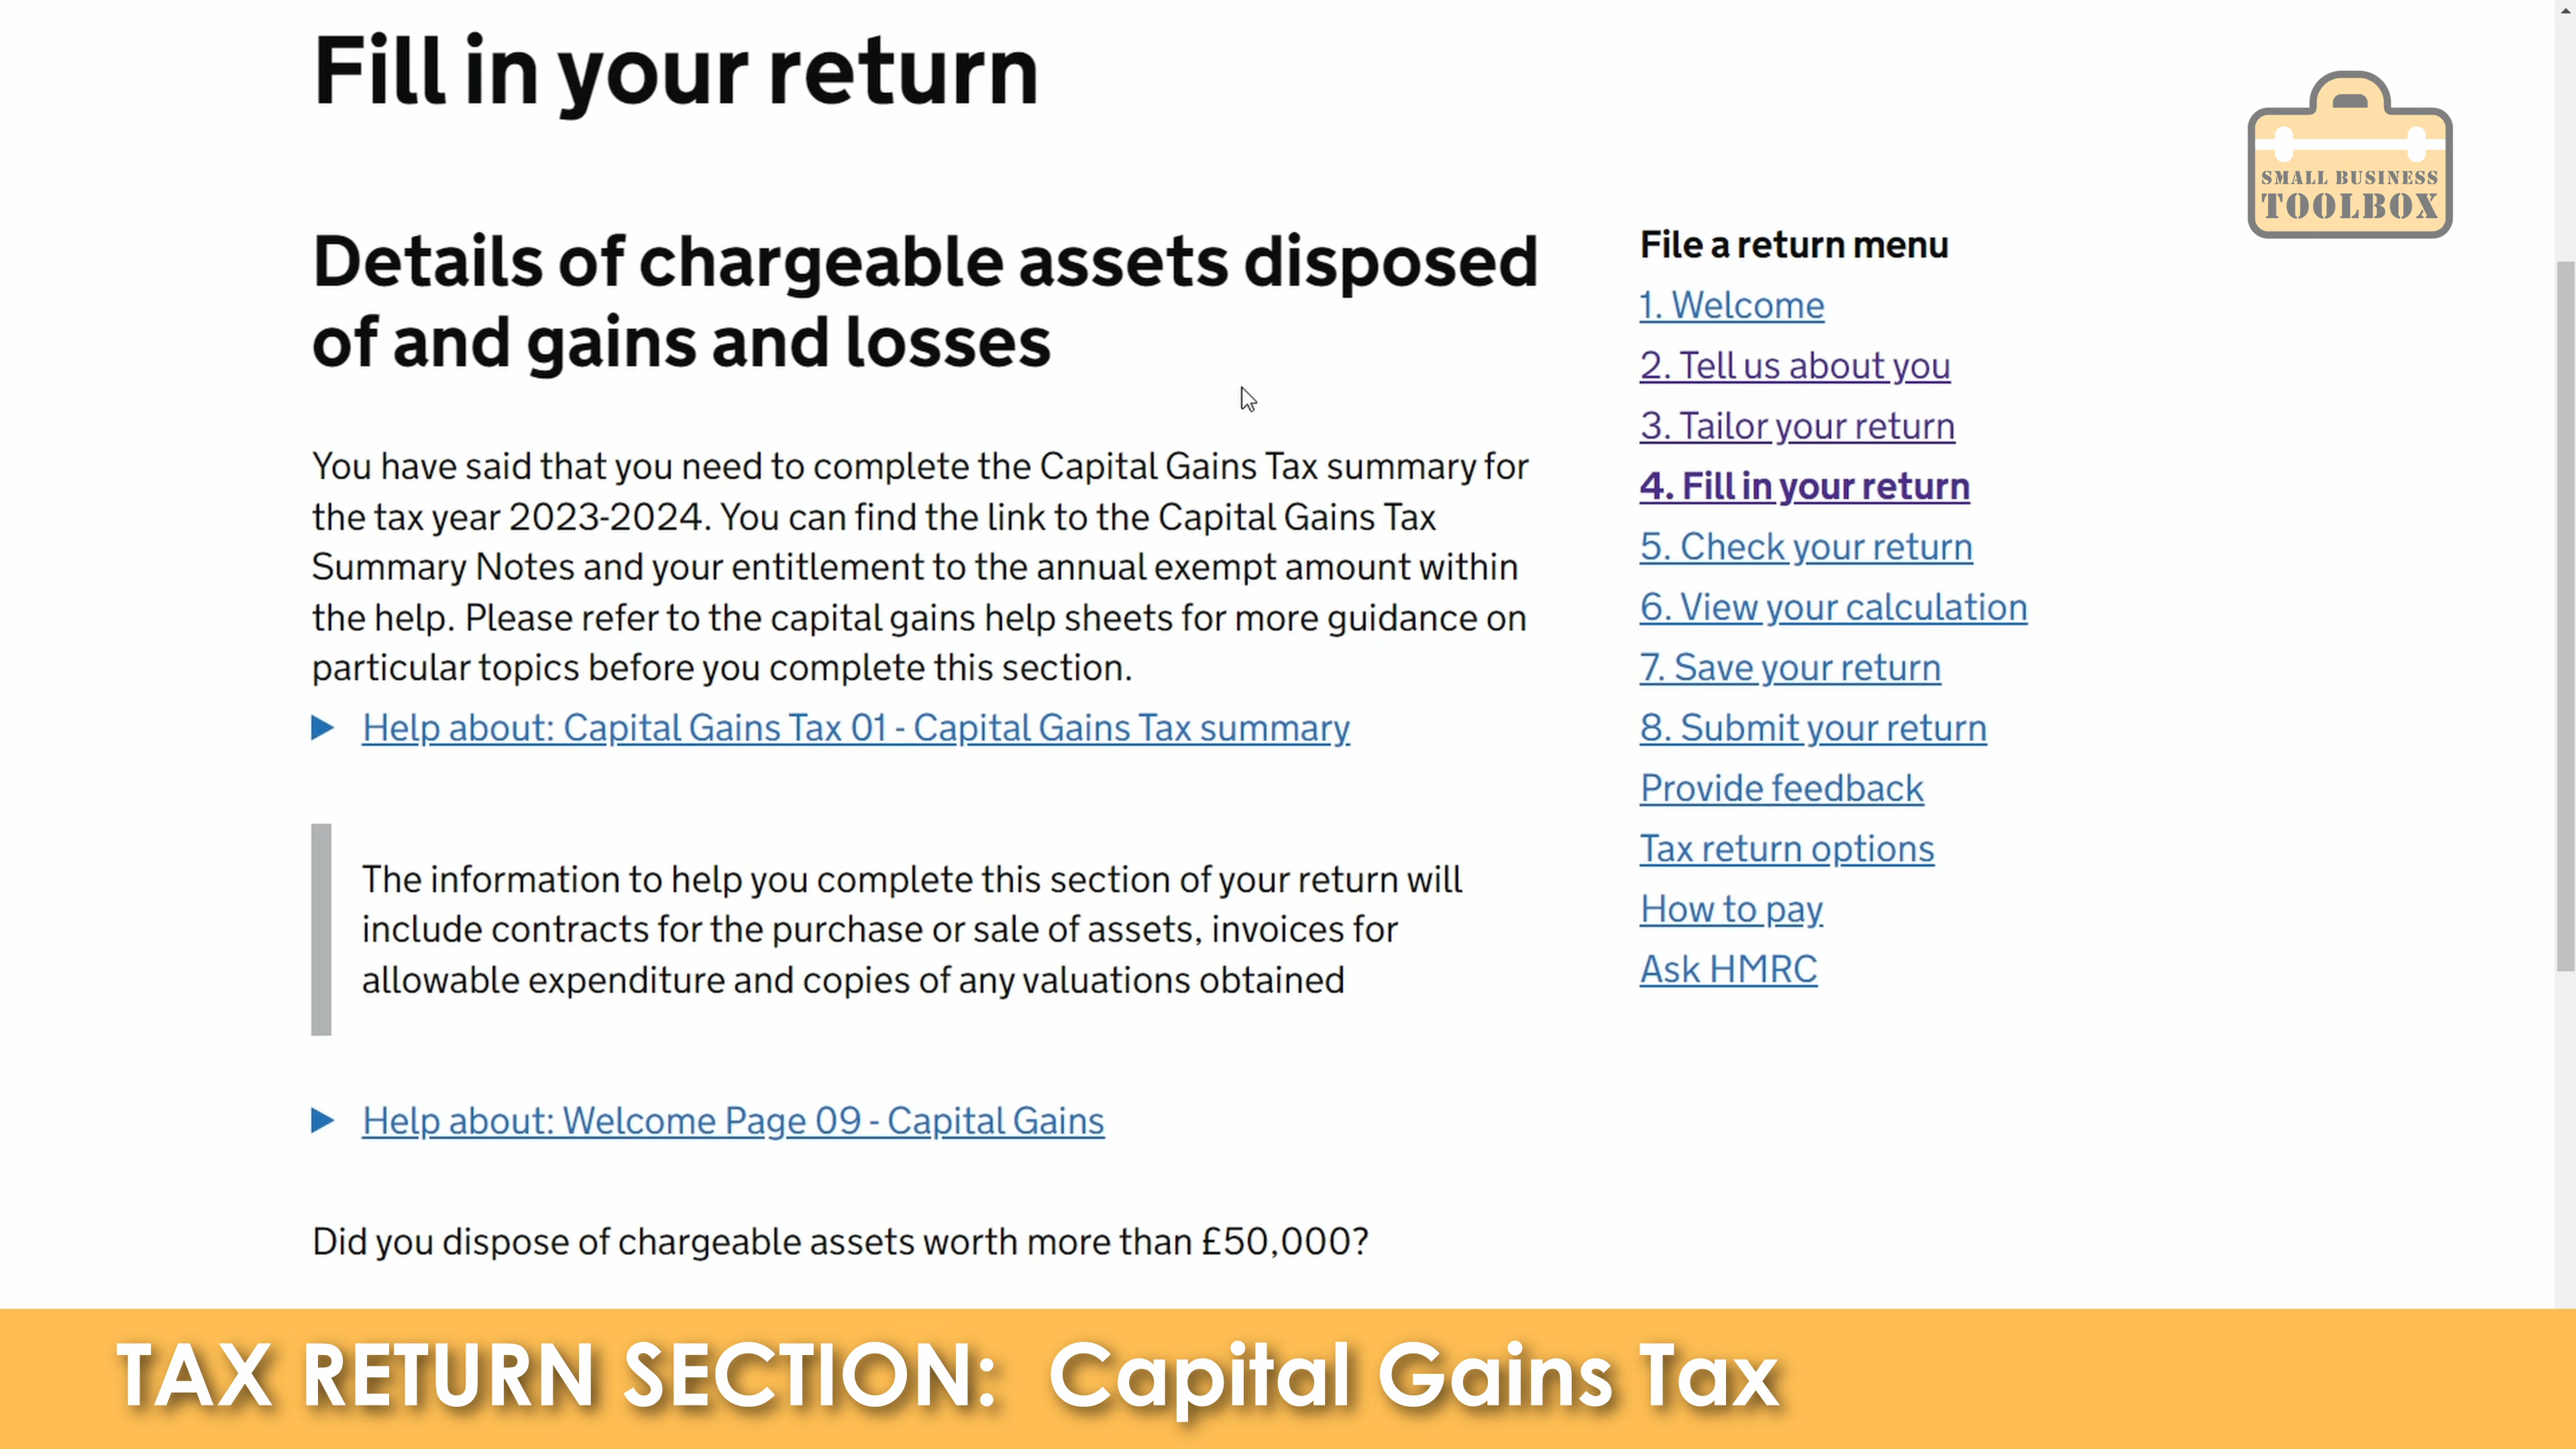 Fill in your return
SMALL BUSINESS
TOOLBOX
Details of chargeable assets disposed
of and gains and losses
You have said that you need to complete the Capital Gains Tax summary for
the tax year 2023-2024. You can find the link to the Capital Gains Tax
Summary Notes and your entitlement to the annual exempt amount within
the help. Please refer to the capital gains help sheets for more guidance on
particular topics before you complete this section.
Help about: Capital Gains Tax 01 - Capital Gains Tax summary
The information to help you complete this section of your return will
include contracts for the purchase or sale of assets, invoices for
allowable expenditure and copies of any valuations obtained
Help about: Welcome Page 09 - Capital Gains
Did you dispose of chargeable assets worth more than £50,000?
File a return menu
1. Welcome
2. Tell us about you
3. Tailor your return
4. Fill in your return
5. Check your return
6. View your calculation
7. Save your return
8. Submit your return
Provide feedback
Tax return options
How to pay
Ask HMRC
TAX RETURN SECTION: Capital Gains Tax